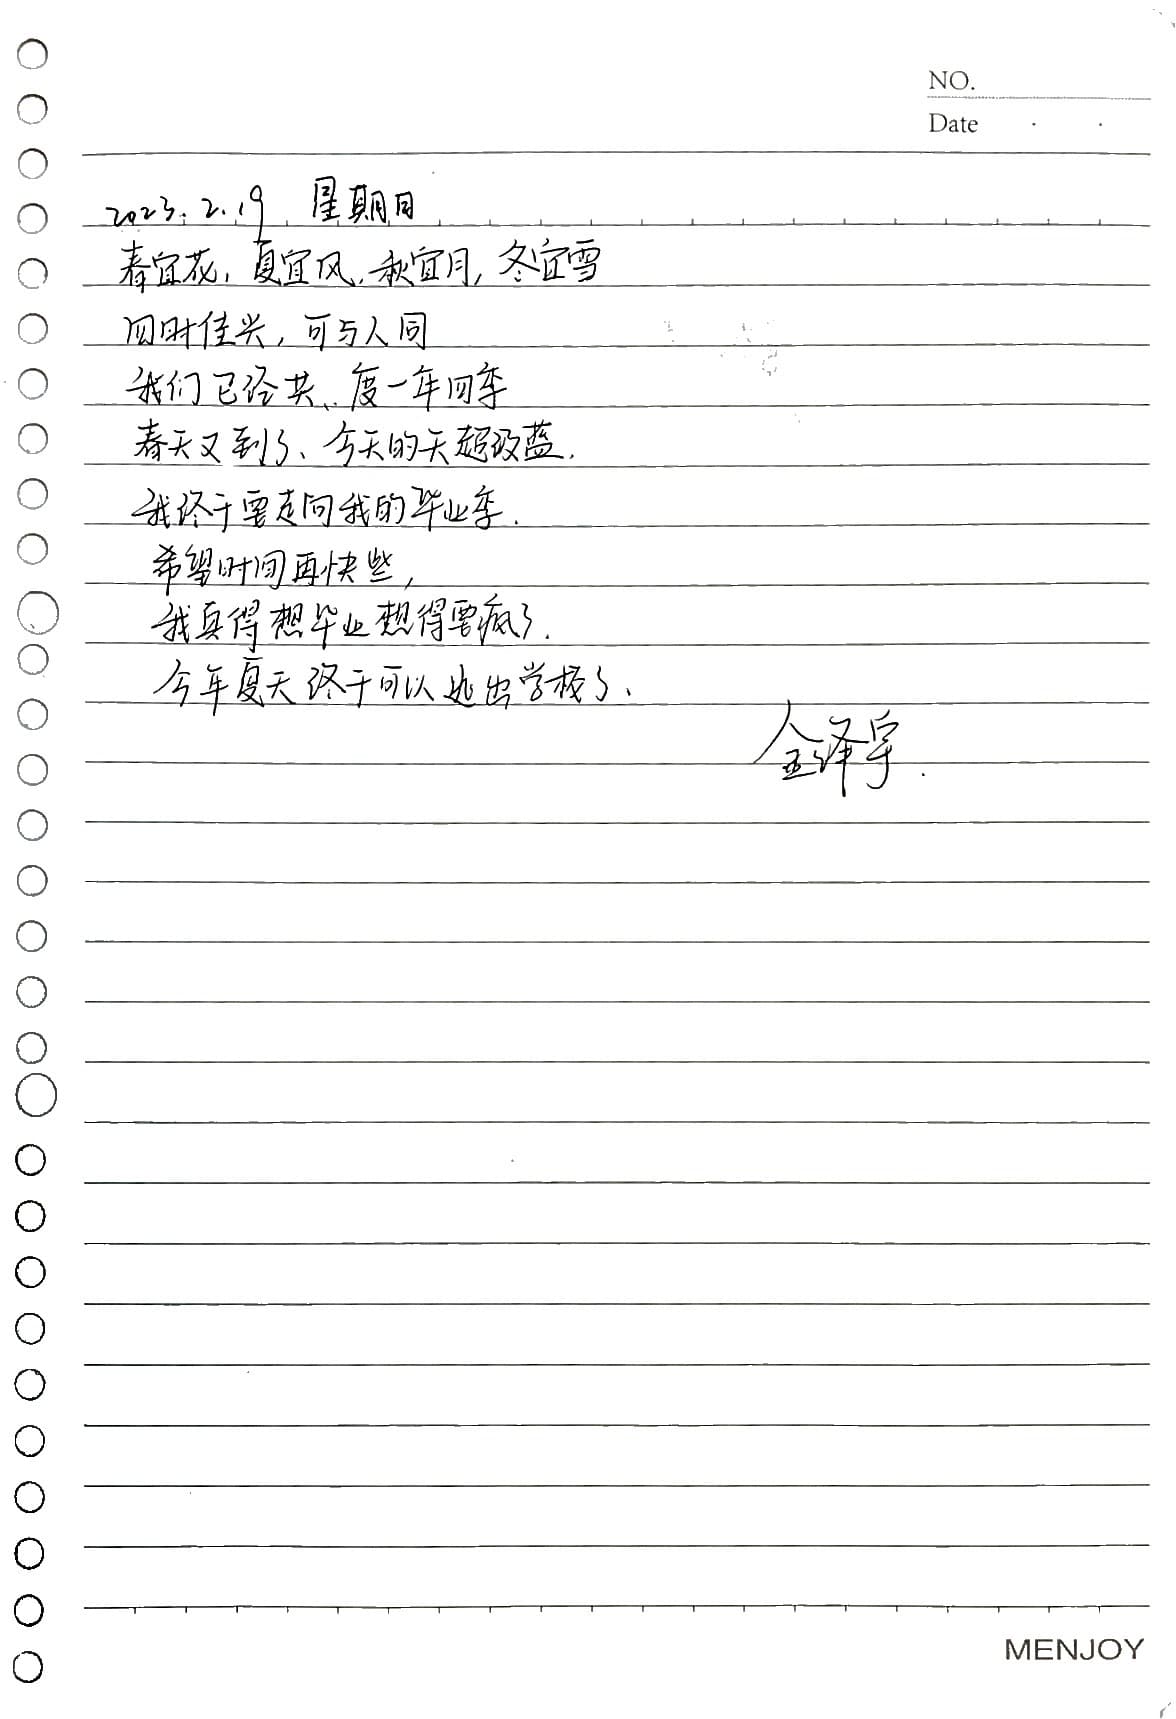 NO.
Date
2023.2.19 星期日
春宜花,夏宜风,秋宜月,冬宜雪
四时佳兴,可与人同
我们已经共度一年四季
春天又到了、今天的天超级蓝.
我终于要走向我的毕业季.
希望时间再快些,
我真得想毕业想得要疯了.
今年夏天终于可以逃出学校了、
金泽宇.
MENJOY